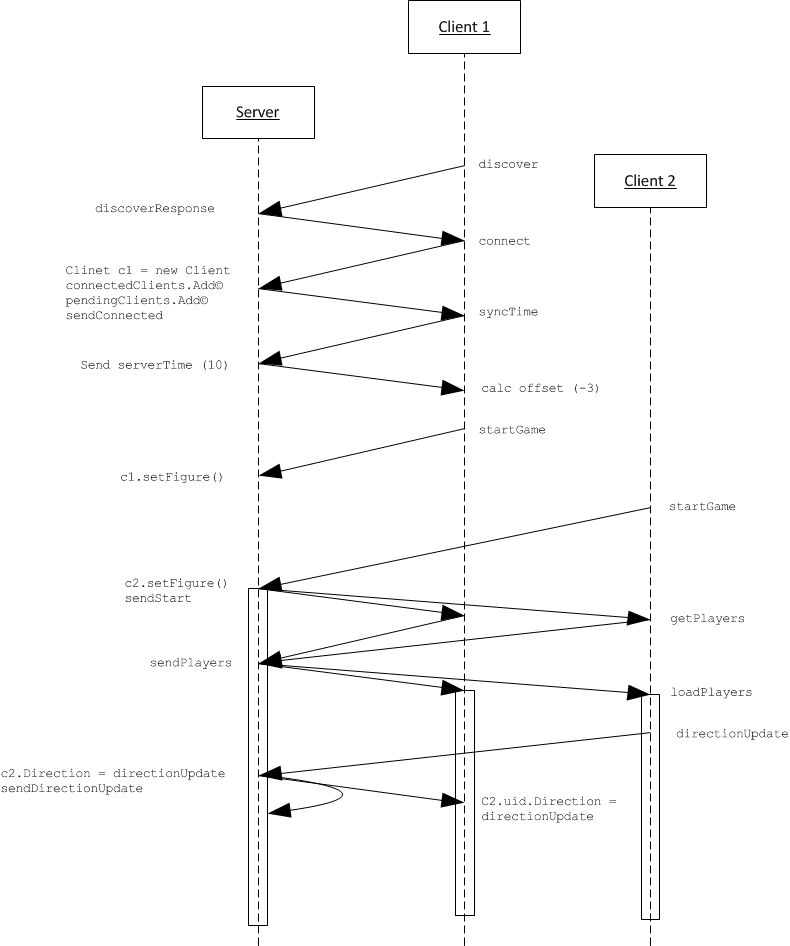 Client 1
Server
discover
Client 2
discoverResponse
connect
Clinet c1 = new Client
connectedClients.Add©
pendingClients.Add©
sendConnected
syncTime
Send serverTime (10)
calc offset (-3)
startGame
c1.setFigure()
startGame
c2.setFigure()
sendStart
getPlayers
sendPlayers
loadPlayers
directionUpdate
c2.Direction = directionUpdate
sendDirectionUpdate
C2.uid.Direction =
directionUpdate